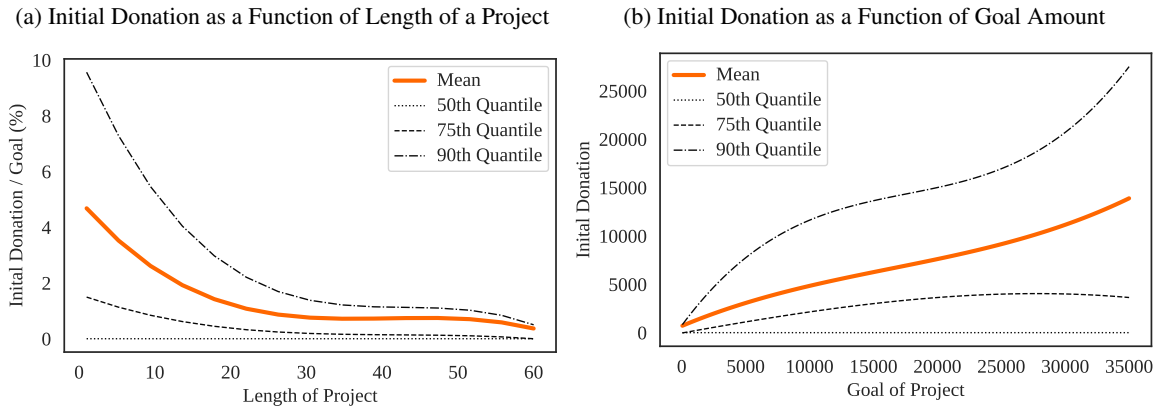 (a) Initial Donation as a Function of Length of a Project
Inital Donation / Goal (%)
10
8
6
4
2
0
Mean
50th Quantile
75th Quantile
90th Quantile
0 10 20 30 40 50 60
Length of Project
(b) Initial Donation as a Function of Goal Amount
Inital Donation
25000
20000
15000
10000
5000
0
Mean
50th Quantile
75th Quantile
90th Quantile
0 5000 10000 15000 20000 25000 30000 35000
Goal of Project